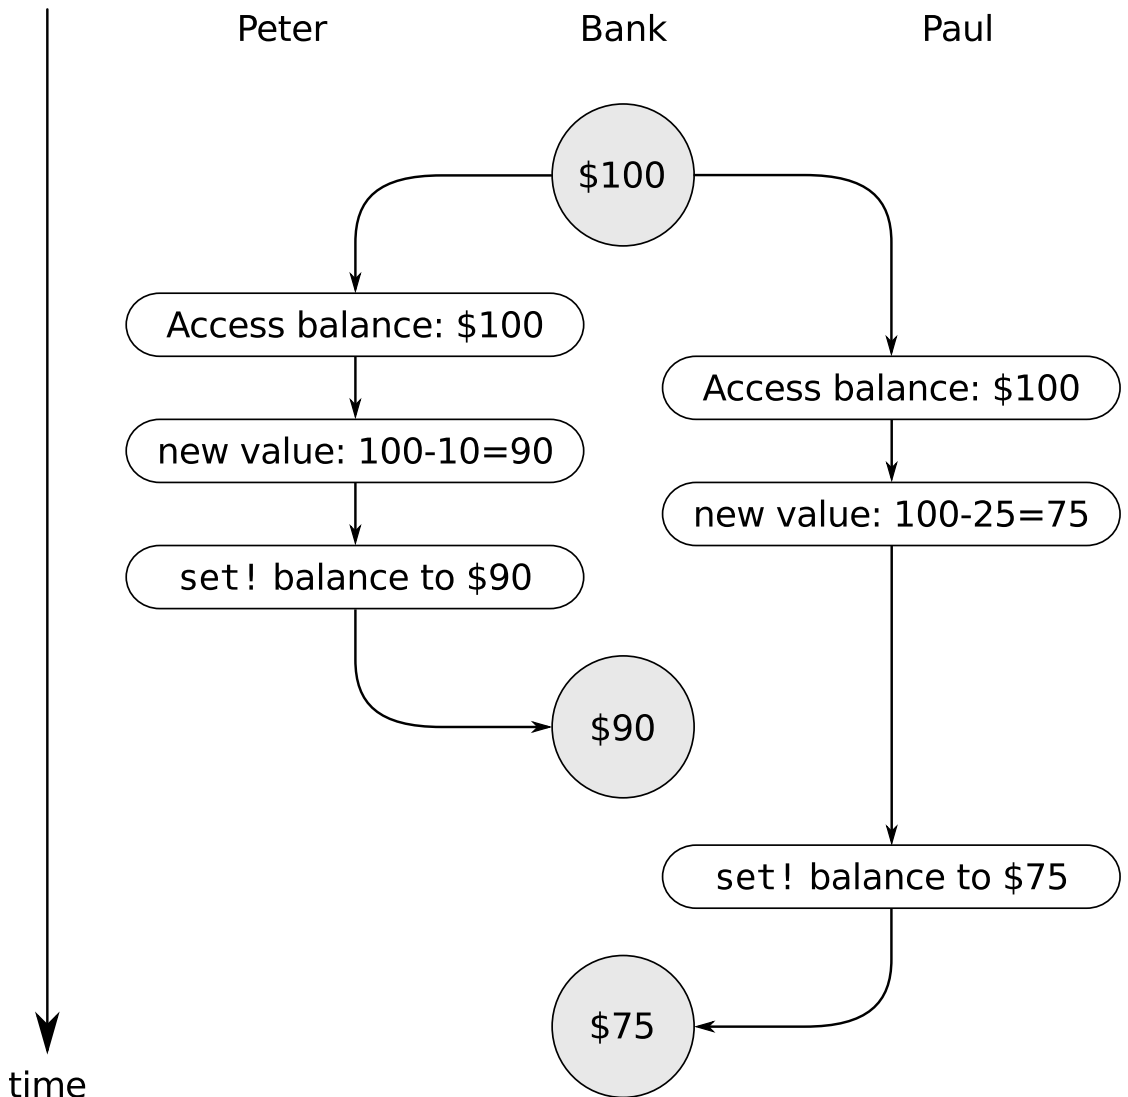 Peter Bank Paul
$100
Access balance: $100
Access balance: $100
new value: 100-10=90
new value: 100-25=75
set! balance to $90
$90
set! balance to $75
$75
time